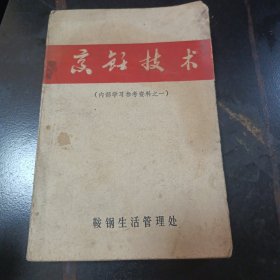 烹饪技术
(内部学习参考资料之一)
鞍钢生活管理处